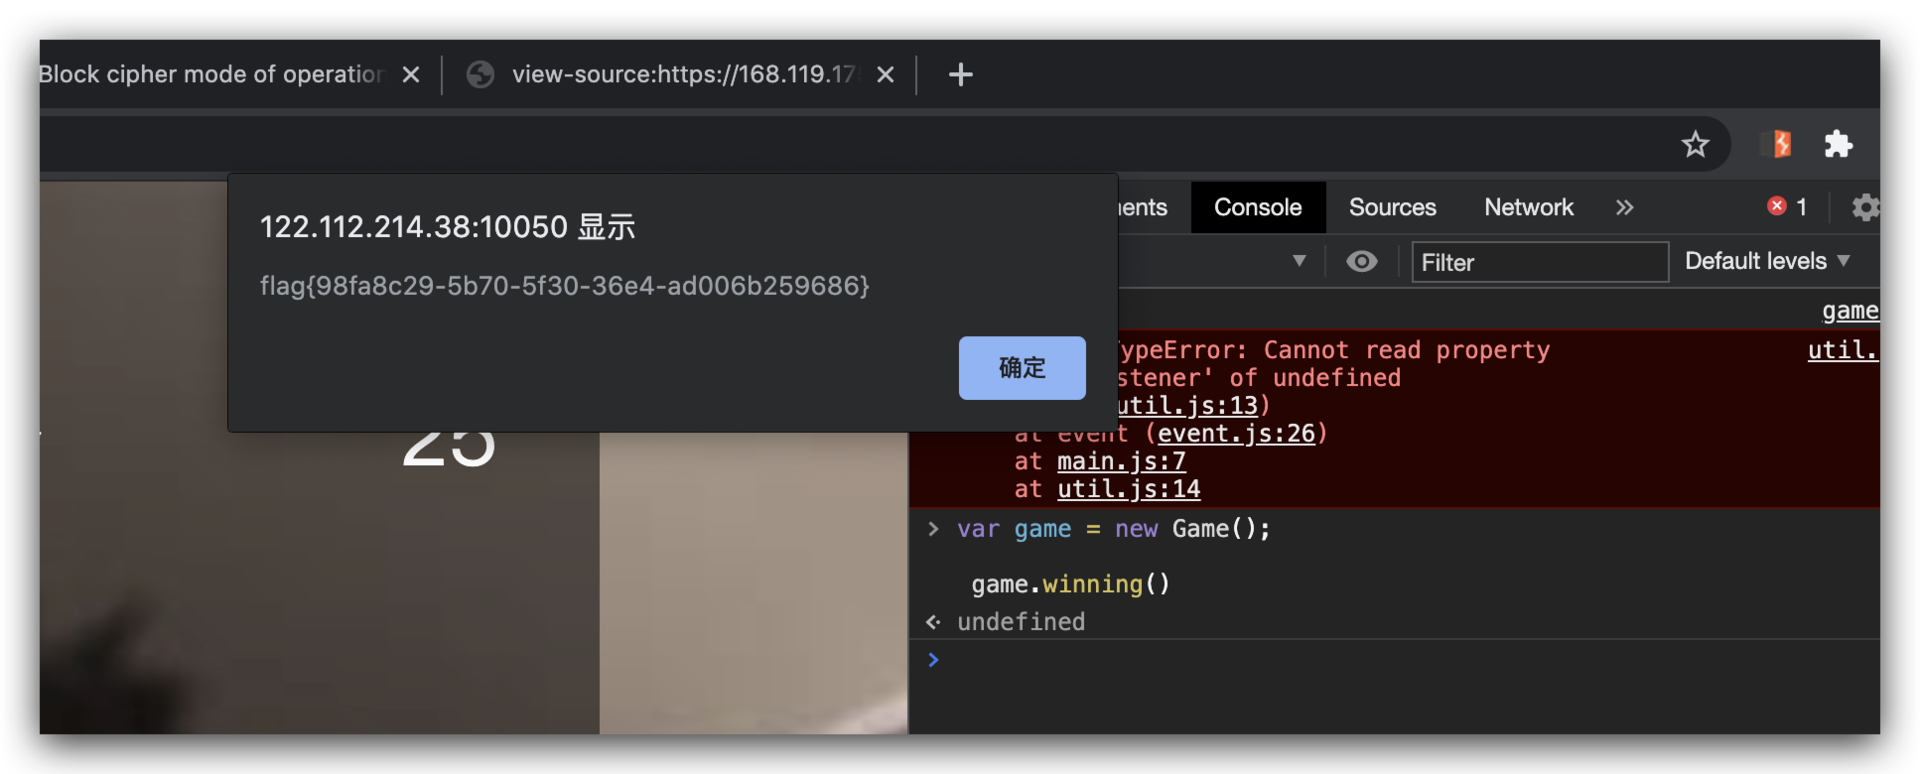 Block cipher mode of operation
view-source:https://168.119.175
ents Console Sources Network » 1
Filter Default levels
122.112.214.38:10050 显示
flag{98fa8c29-5b70-5f30-36e4-ad006b259686}
确定
25
game
TypeError: Cannot read property util.
stener' of undefined
util.js:13)
at event (event.js:26)
at main.js:7
at util.js:14
> var game = new Game();
game.winning()
undefined
>